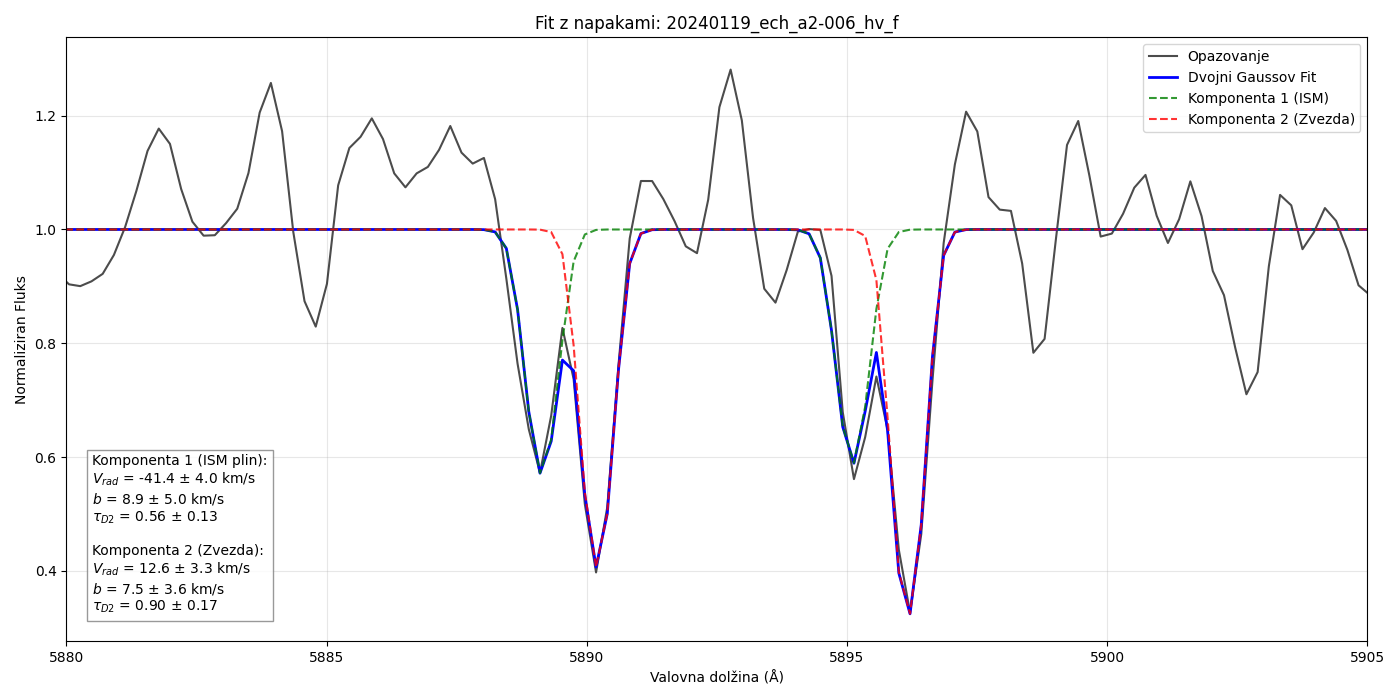 Fit z napakami: 20240119_ech_a2-006_hv_f
Normaliziran Fluks
1.2
1.0
0.8
0.6
0.4
Opazovanje
Dvojni Gaussov Fit
Komponenta 1 (ISM)
Komponenta 2 (Zvezda)
Komponenta 1 (ISM plin):
V_rad = -41.4 ± 4.0 km/s
b = 8.9 ± 5.0 km/s
τ_D2 = 0.56 ± 0.13
Komponenta 2 (Zvezda):
V_rad = 12.6 ± 3.3 km/s
b = 7.5 ± 3.6 km/s
τ_D2 = 0.90 ± 0.17
5880 5885 5890 5895 5900 5905
Valovna dolžina (Å)